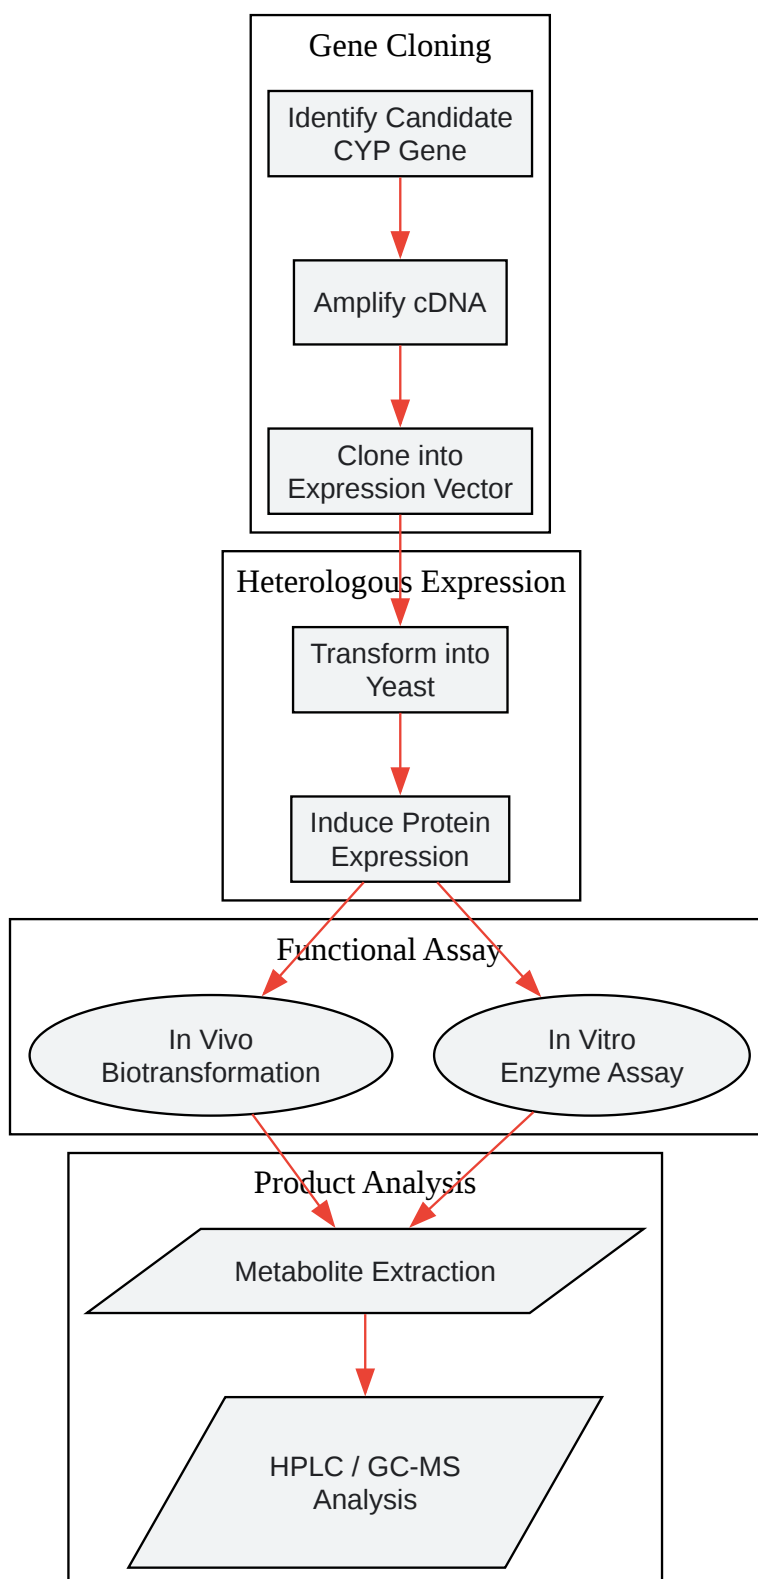 Gene Cloning
Identify Candidate
CYP Gene
Amplify cDNA
Clone into
Expression Vector
Heterologous Expression
Transform into
Yeast
Induce Protein
Expression
Functional Assay
In Vivo
Biotransformation
In Vitro
Enzyme Assay
Product Analysis
Metabolite Extraction
HPLC / GC-MS
Analysis